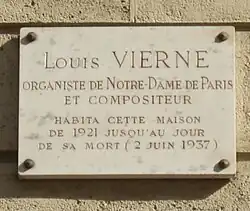 LOUIS VIERNE
ORGANISTE DE NOTRE-DAME DE PARIS
ET COMPOSITEUR
HABITA CETTE MAISON
DE 1921 JUSQU'AU JOUR
DE SA MORT (2 JUIN 1937)